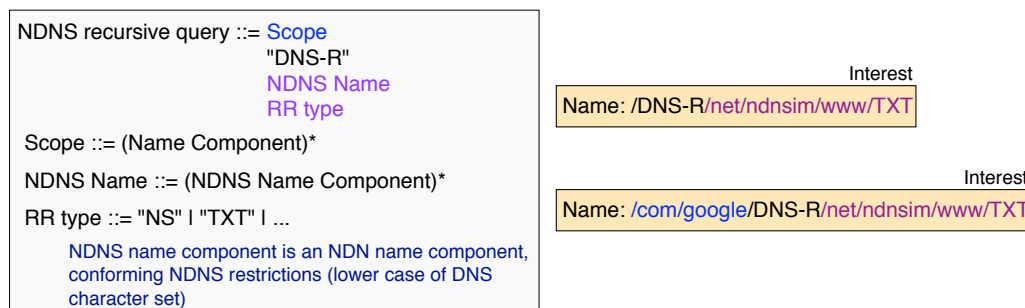 NDNS recursive query ::= Scope
"DNS-R"
NDNS Name
RR type
Scope ::= (Name Component)*
NDNS Name ::= (NDNS Name Component)*
RR type ::= "NS" | "TXT" | ...
NDNS name component is an NDN name component,
conforming NDNS restrictions (lower case of DNS
character set)
Interest
Name: /DNS-R/net/ndnsim/www/TXT
Interest
Name: /com/google/DNS-R/net/ndnsim/www/TXT